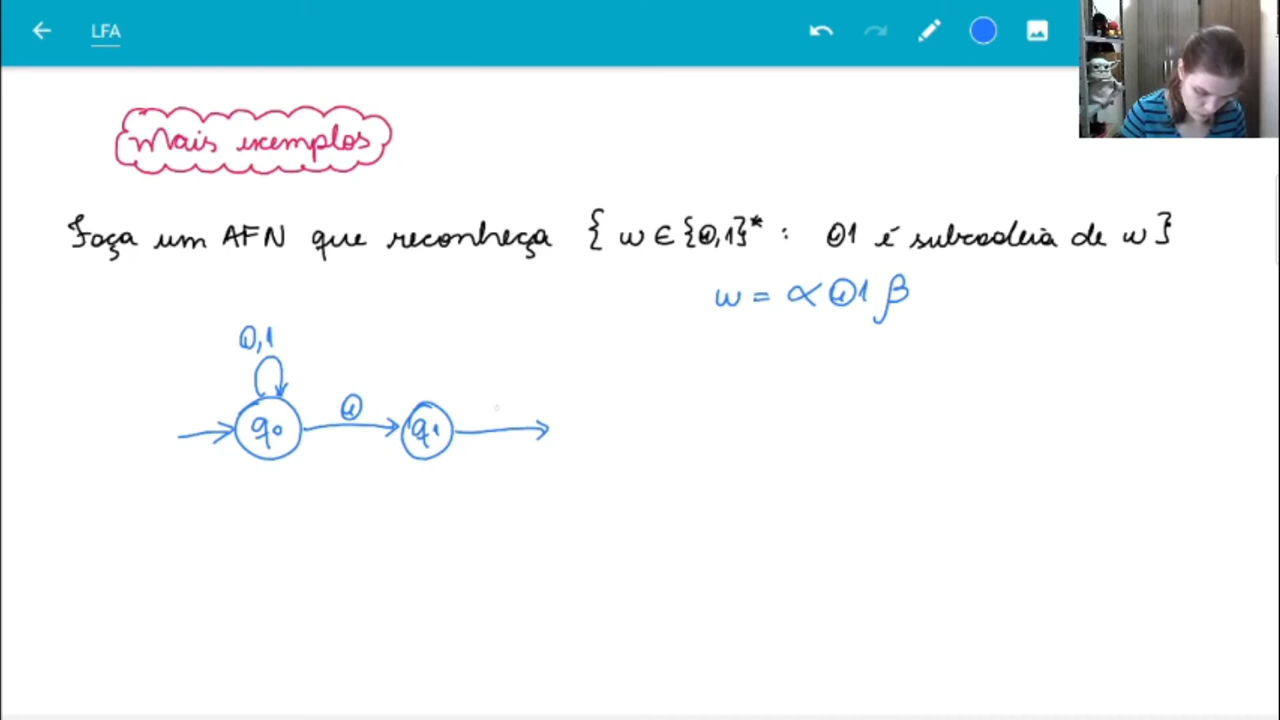 LFA
Mais exemplos
Faça um AFN que reconheça { w ∈ {0,1}* : 01 é subcadeia de w }
w = α 0 1 β
0,1
q0 0 q1